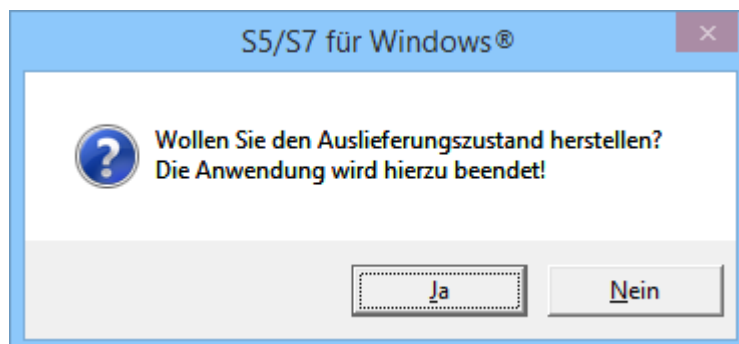 S5/S7 für Windows®
Wollen Sie den Auslieferungszustand herstellen?
Die Anwendung wird hierzu beendet!
Ja
Nein